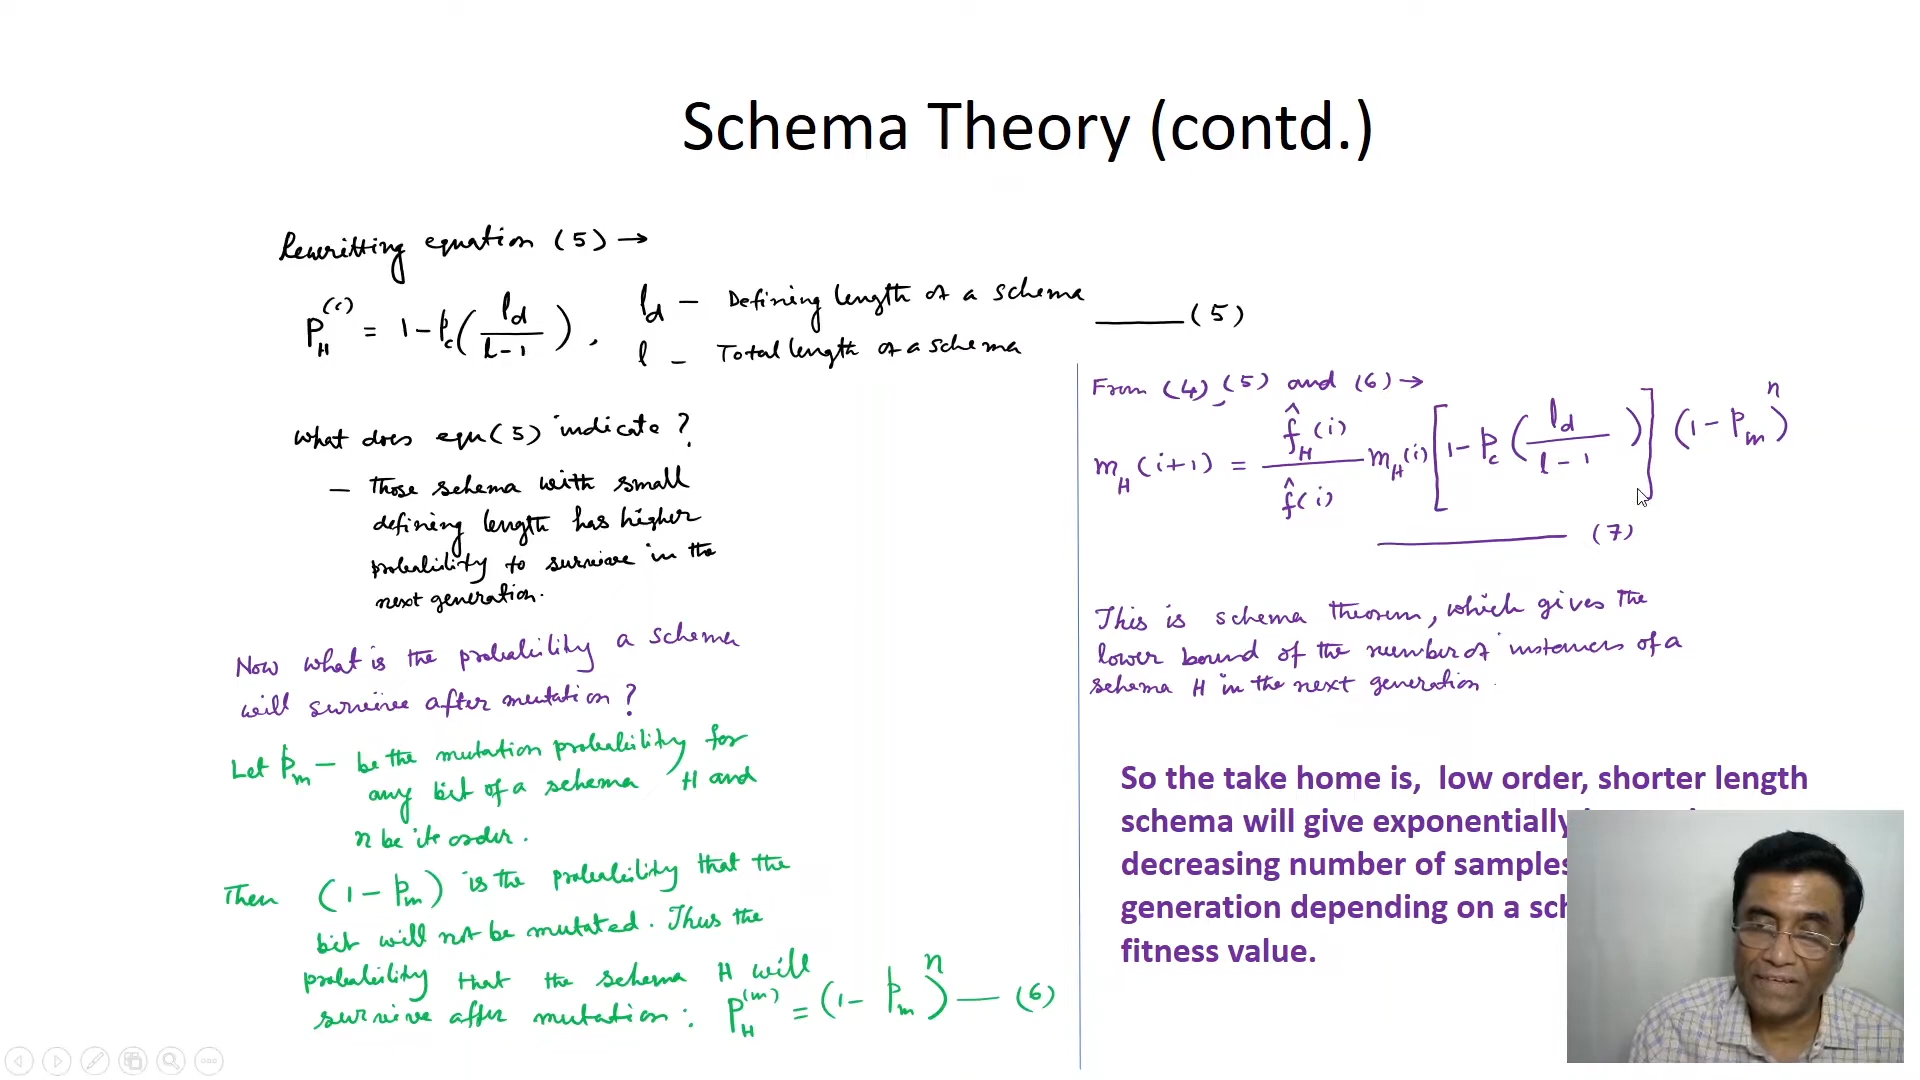 Schema Theory (contd.)
Rewritting equation (5) →
P_H^(c) = 1 - p_c (l_d / (l-1)), l_d — Defining length of a schema ———(5)
l — Total length of a schema
What does equn(5) indicate?
— Those schema with small
defining length has higher
probability to survive in the
next generation.
Now what is the probability a schema
will survive after mutation?
Let p_m — be the mutation probability for
any bit of a schema H and
n be its order.
Then (1 - p_m) is the probability that the
bit will not be mutated. Thus the
probability that the schema H will
survive after mutation: P_H^(m) = (1 - p_m)^n — (6)
From (4), (5) and (6) →
m_H(i+1) = f̂_H(i) / f̂(i) m_H(i) [1 - p_c (l_d / (l-1))] (1 - p_m)^n
——— (7)
This is schema theorem, which gives the
lower bound of the number of instances of a
schema H in the next generation.
So the take home is, low order, shorter length
schema will give exponentially
decreasing number of samples
generation depending on a
fitness value.